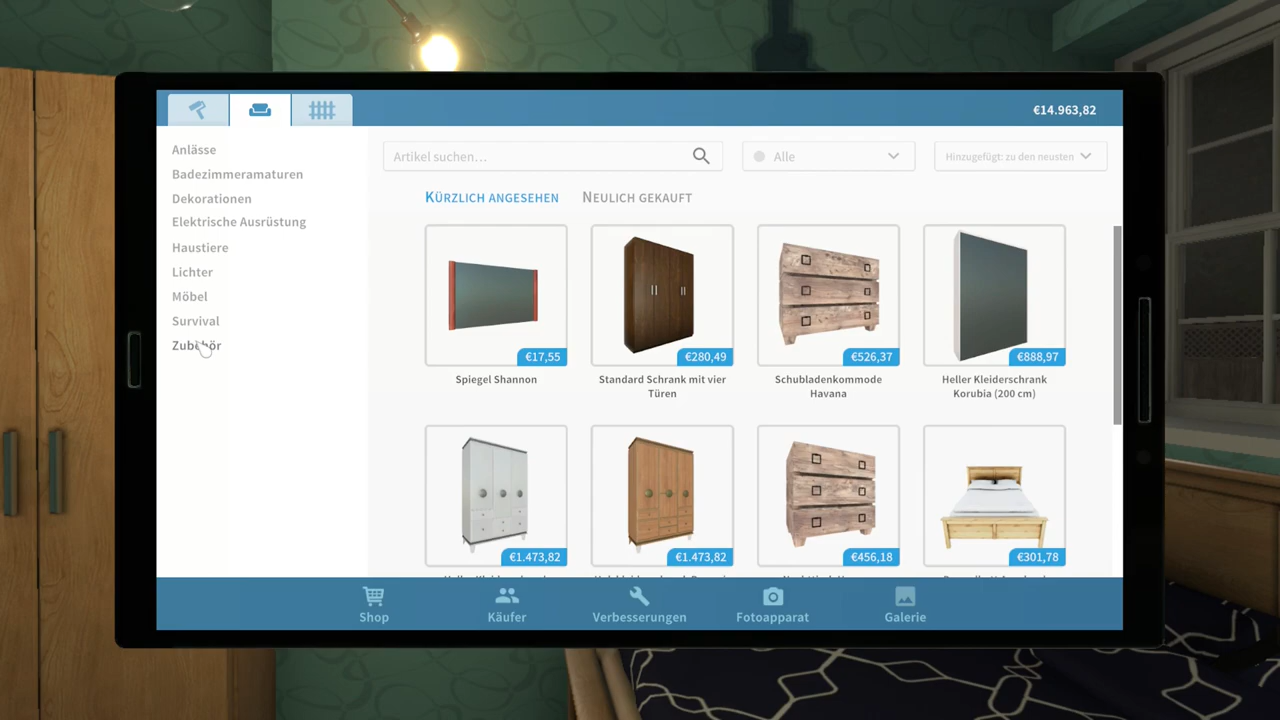 €14.963,82
Anlässe
Badezimmeramaturen
Dekorationen
Elektrische Ausrüstung
Haustiere
Lichter
Möbel
Survival
Zubehör
Artikel suchen...
Alle
Hinzugefügt: zu den neusten
KÜRZLICH ANGESEHEN
NEULICH GEKAUFT
€17,55
€280,49
€526,37
€888,97
Spiegel Shannon
Standard Schrank mit vier
Türen
Schubladenkommode
Havana
Heller Kleiderschrank
Korubia (200 cm)
€1.473,82
€1.473,82
€456,18
€301,78
Shop
Käufer
Verbesserungen
Fotoapparat
Galerie